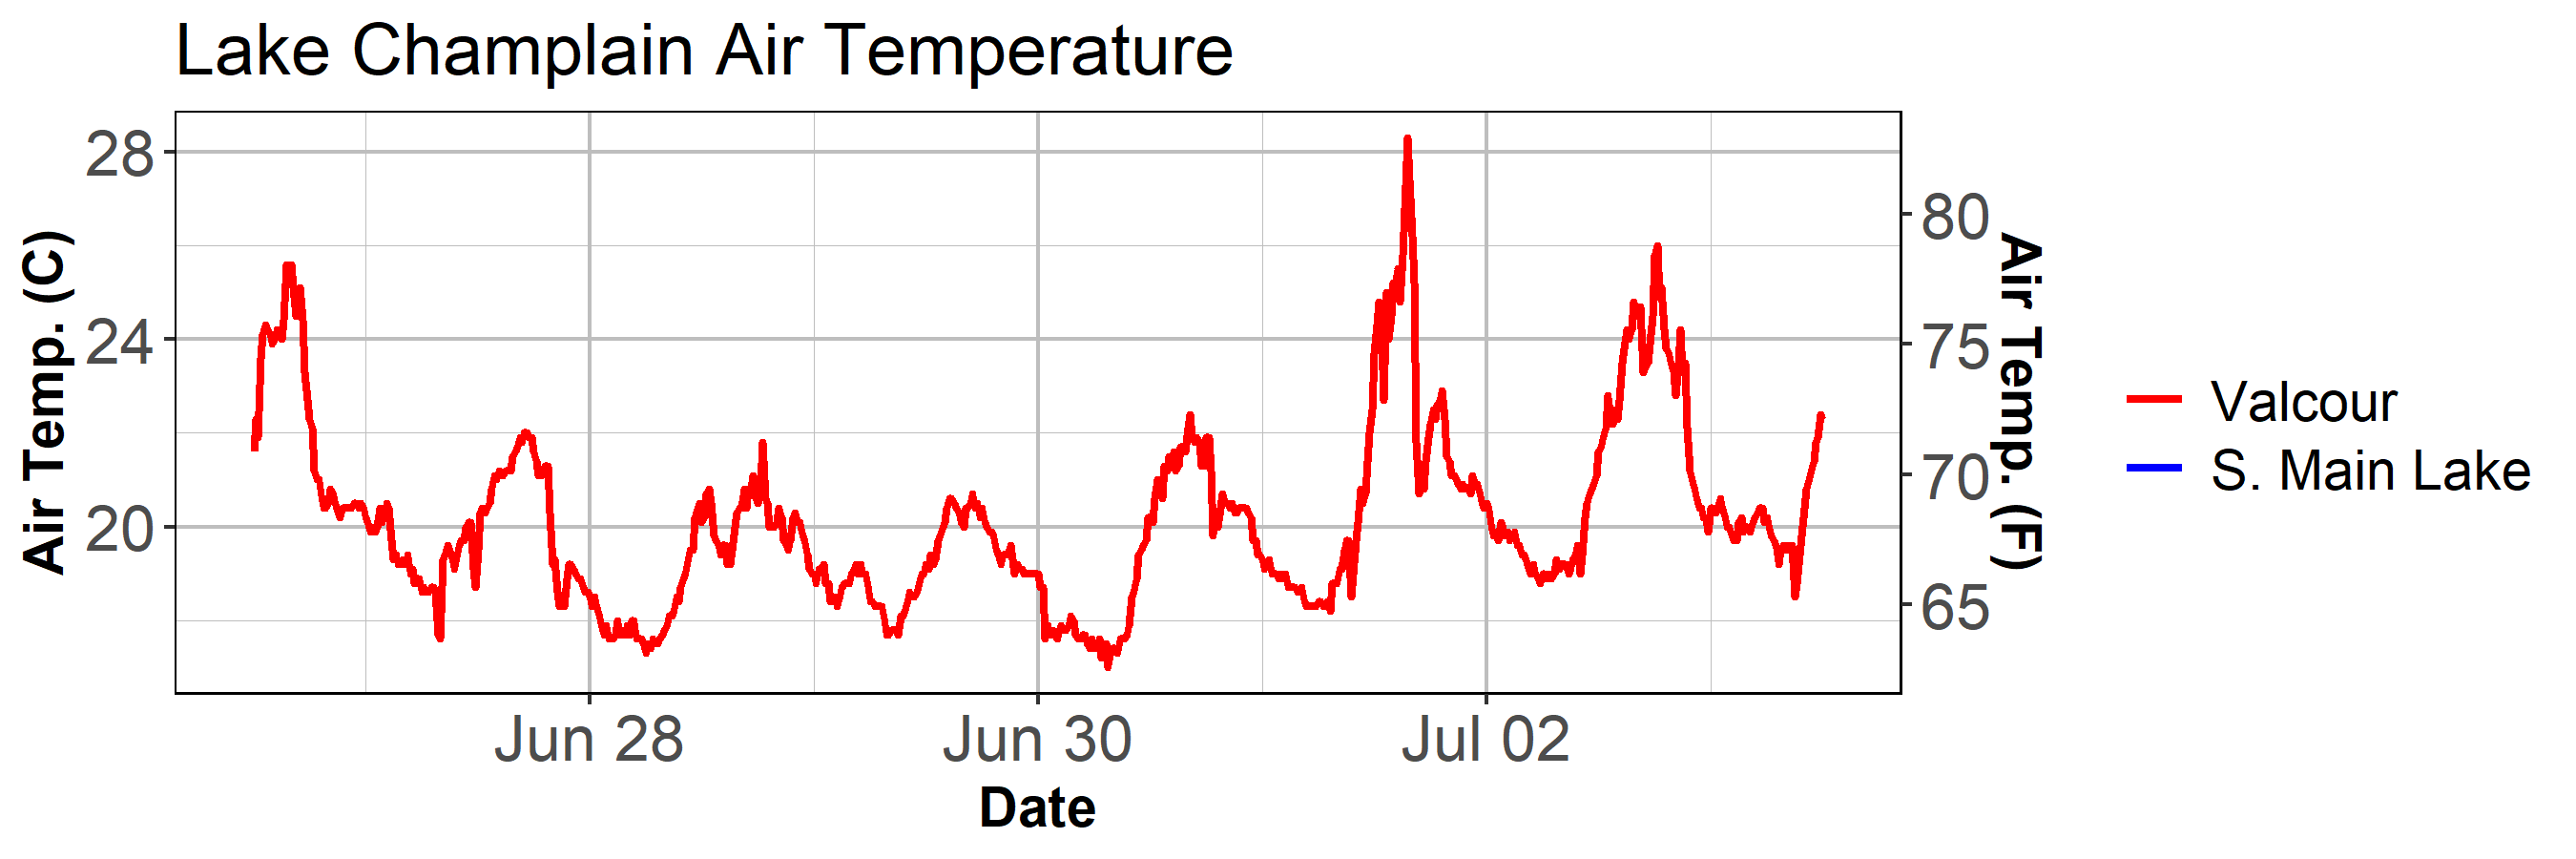 Lake Champlain Air Temperature
Air Temp. (C)
28
24
20
80
75
70
65
Air Temp. (F)
Jun 28
Jun 30
Jul 02
Date
Valcour
S. Main Lake